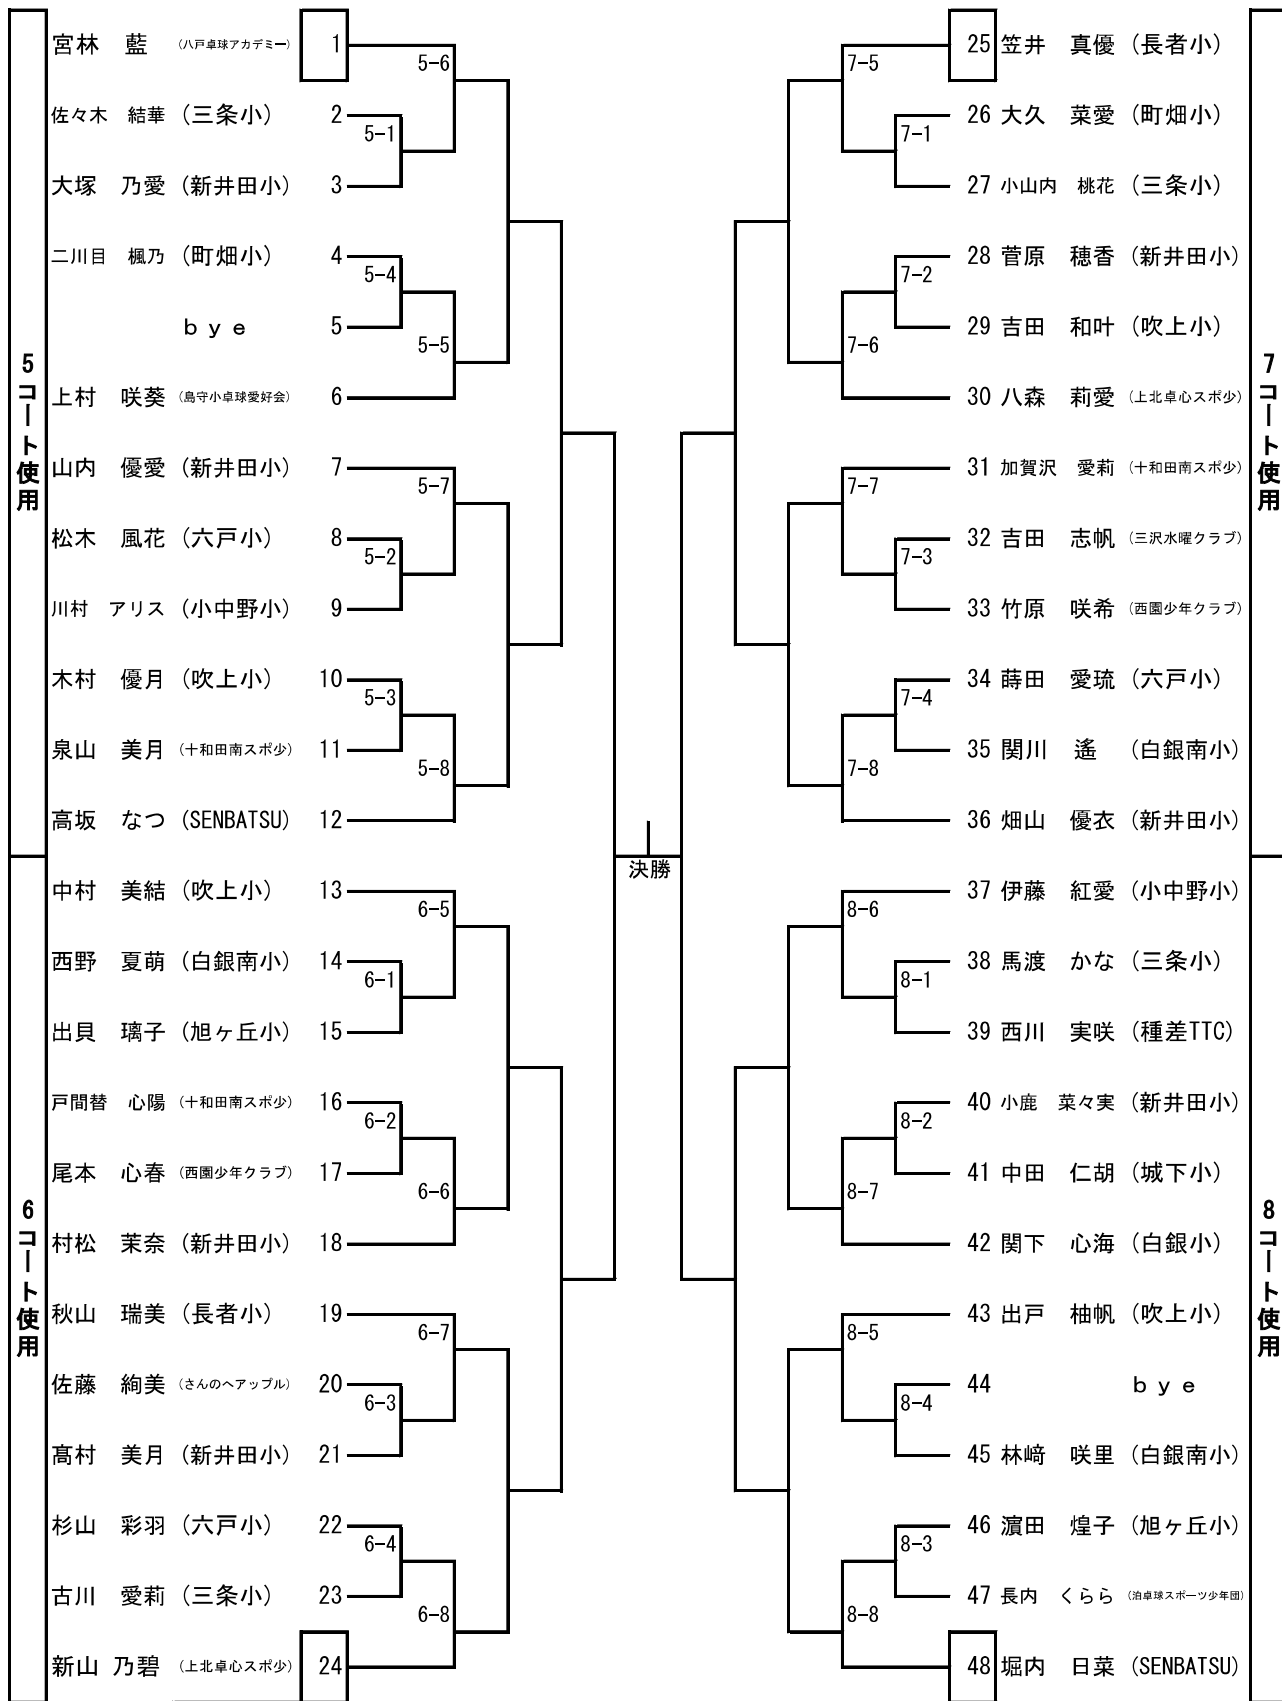 宮林　藍 (八戸卓球アカデミー) 1
佐々木　結華 (三条小) 2
大塚　乃愛 (新井田小) 3
二川目　楓乃 (町畑小) 4
ｂｙｅ 5
上村　咲葵 (島守小卓球愛好会) 6
山内　優愛 (新井田小) 7
松木　風花 (六戸小) 8
川村　アリス (小中野小) 9
木村　優月 (吹上小) 10
泉山　美月 (十和田南スポ少) 11
高坂　なつ (SENBATSU) 12
中村　美結 (吹上小) 13
西野　夏萌 (白銀南小) 14
出貝　璃子 (旭ヶ丘小) 15
戸間替　心陽 (十和田南スポ少) 16
尾本　心春 (西園少年クラブ) 17
村松　茉奈 (新井田小) 18
秋山　瑞美 (長者小) 19
佐藤　絢美 (さんのへアップル) 20
髙村　美月 (新井田小) 21
杉山　彩羽 (六戸小) 22
古川　愛莉 (三条小) 23
新山 乃碧 (上北卓心スポ少) 24
5コート使用
6コート使用
5-6
5-1
5-4
5-5
5-7
5-2
5-3
5-8
6-5
6-1
6-2
6-6
6-7
6-3
6-4
6-8
決勝
7-5
7-1
7-2
7-6
7-7
7-3
7-4
7-8
8-6
8-1
8-2
8-7
8-5
8-4
8-3
8-8
25 笠井　真優 (長者小)
26 大久　菜愛 (町畑小)
27 小山内　桃花 (三条小)
28 菅原　穂香 (新井田小)
29 吉田　和叶 (吹上小)
30 八森　莉愛 (上北卓心スポ少)
31 加賀沢　愛莉 (十和田南スポ少)
32 吉田　志帆 (三沢水曜クラブ)
33 竹原　咲希 (西園少年クラブ)
34 蒔田　愛琉 (六戸小)
35 関川　遙 (白銀南小)
36 畑山　優衣 (新井田小)
37 伊藤　紅愛 (小中野小)
38 馬渡　かな (三条小)
39 西川　実咲 (種差TTC)
40 小鹿　菜々実 (新井田小)
41 中田　仁胡 (城下小)
42 関下　心海 (白銀小)
43 出戸　柚帆 (吹上小)
44 ｂｙｅ
45 林﨑　咲里 (白銀南小)
46 濵田　煌子 (旭ヶ丘小)
47 長内　くらら (泊卓球スポーツ少年団)
48 堀内　日菜 (SENBATSU)
7コート使用
8コート使用